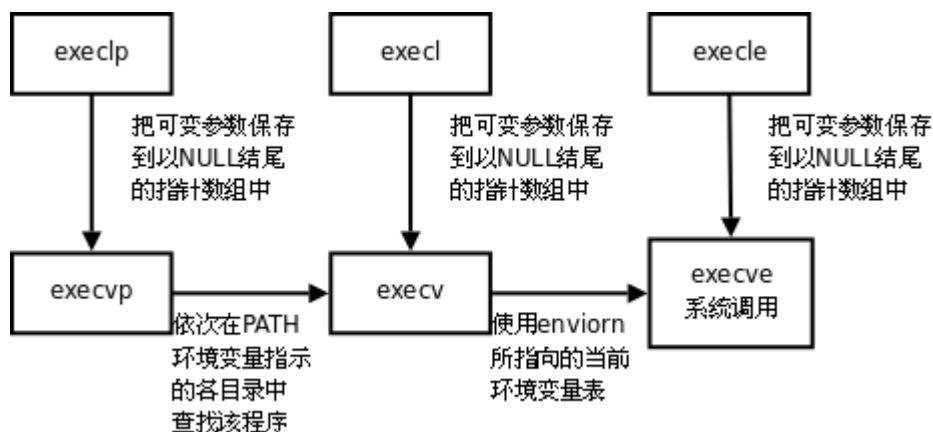 execlp
execl
execle
把可变参数保存
到以NULL结尾
的指针数组中
把可变参数保存
到以NULL结尾
的指针数组中
把可变参数保存
到以NULL结尾
的指针数组中
execvp
execv
execve
系统调用
依次在PATH
环境变量指示
的各目录中
查找该程序
使用enviorn
所指向的当前
环境变量表